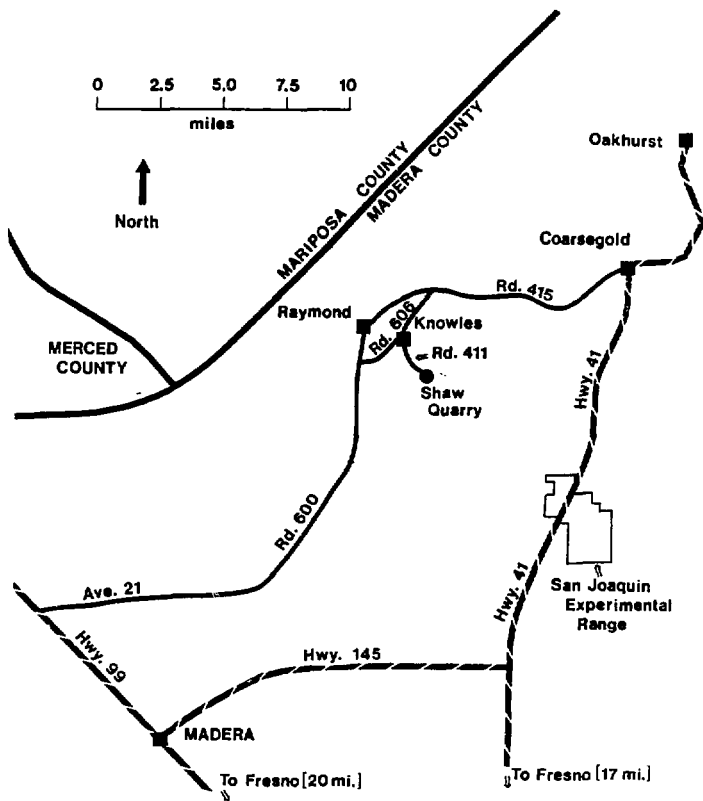 0 2.5 5.0 7.5 10
miles
North
MARIPOSA COUNTY
MADERA COUNTY
Oakhurst
Coarsegold
Rd. 415
Raymond
Rd. 606
Knowles
Rd. 411
Shaw
Quarry
MERCED
COUNTY
Hwy. 41
Rd. 600
Ave. 21
Hwy. 41
San Joaquin
Experimental
Range
Hwy. 99
Hwy. 145
MADERA
To Fresno [20 mi.]
To Fresno [17 mi.]